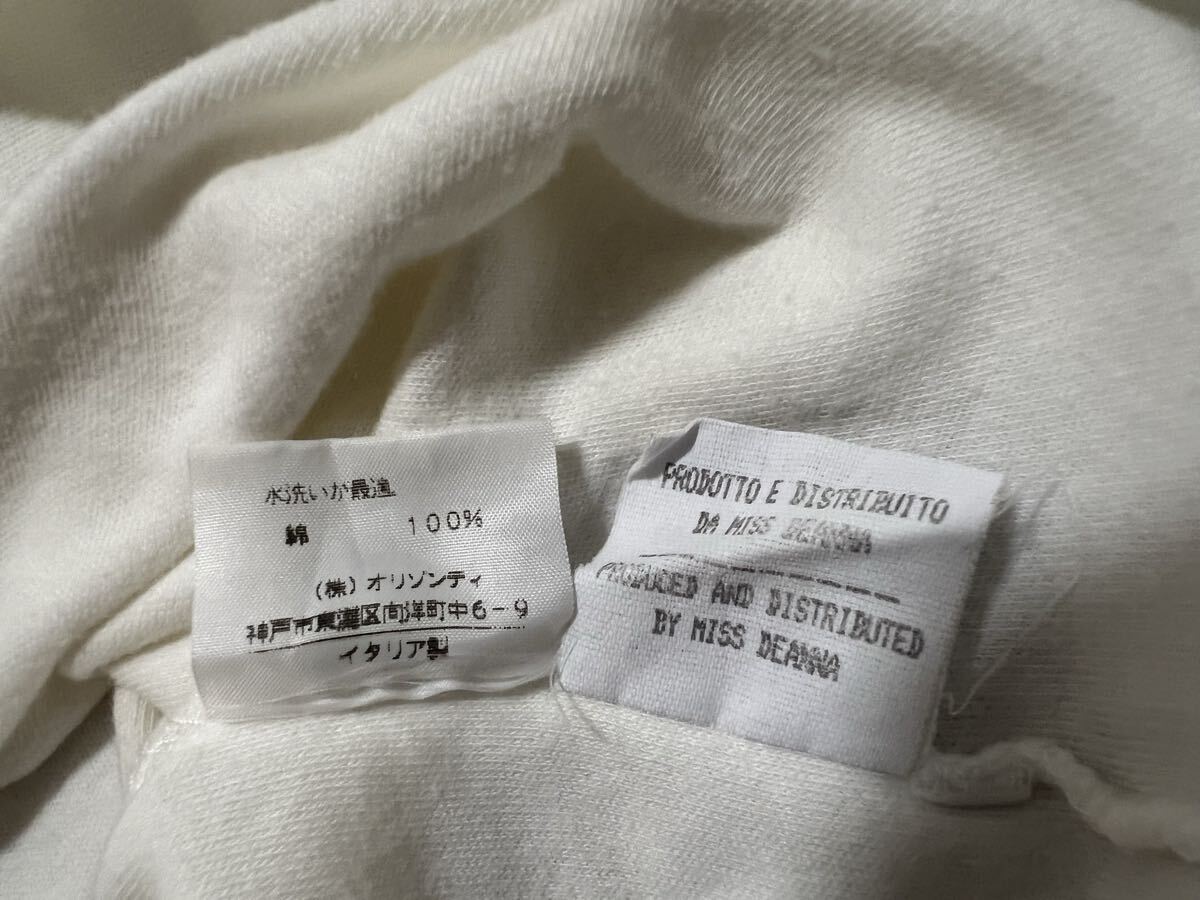 水洗いが最適
綿 100%
(株)オリゾンティ
神戸市東灘区向洋町中6-9
イタリア製
PRODOTTO E DISTRIBUITO
DA MISS DEANNA
PRODUCED AND DISTRIBUTED
BY MISS DEANNA